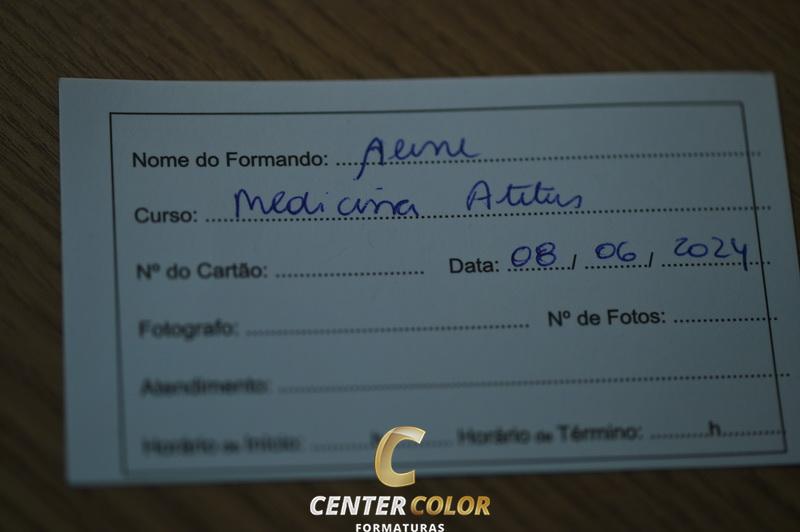 Nome do Formando: Aline
Curso: Medicina Atitus
Nº do Cartão: Data: 08 / 06 / 2024
Fotografo: Nº de Fotos:
Atendimento:
Horário de Início: h Horário de Término: h
CENTER COLOR
FORMATURAS